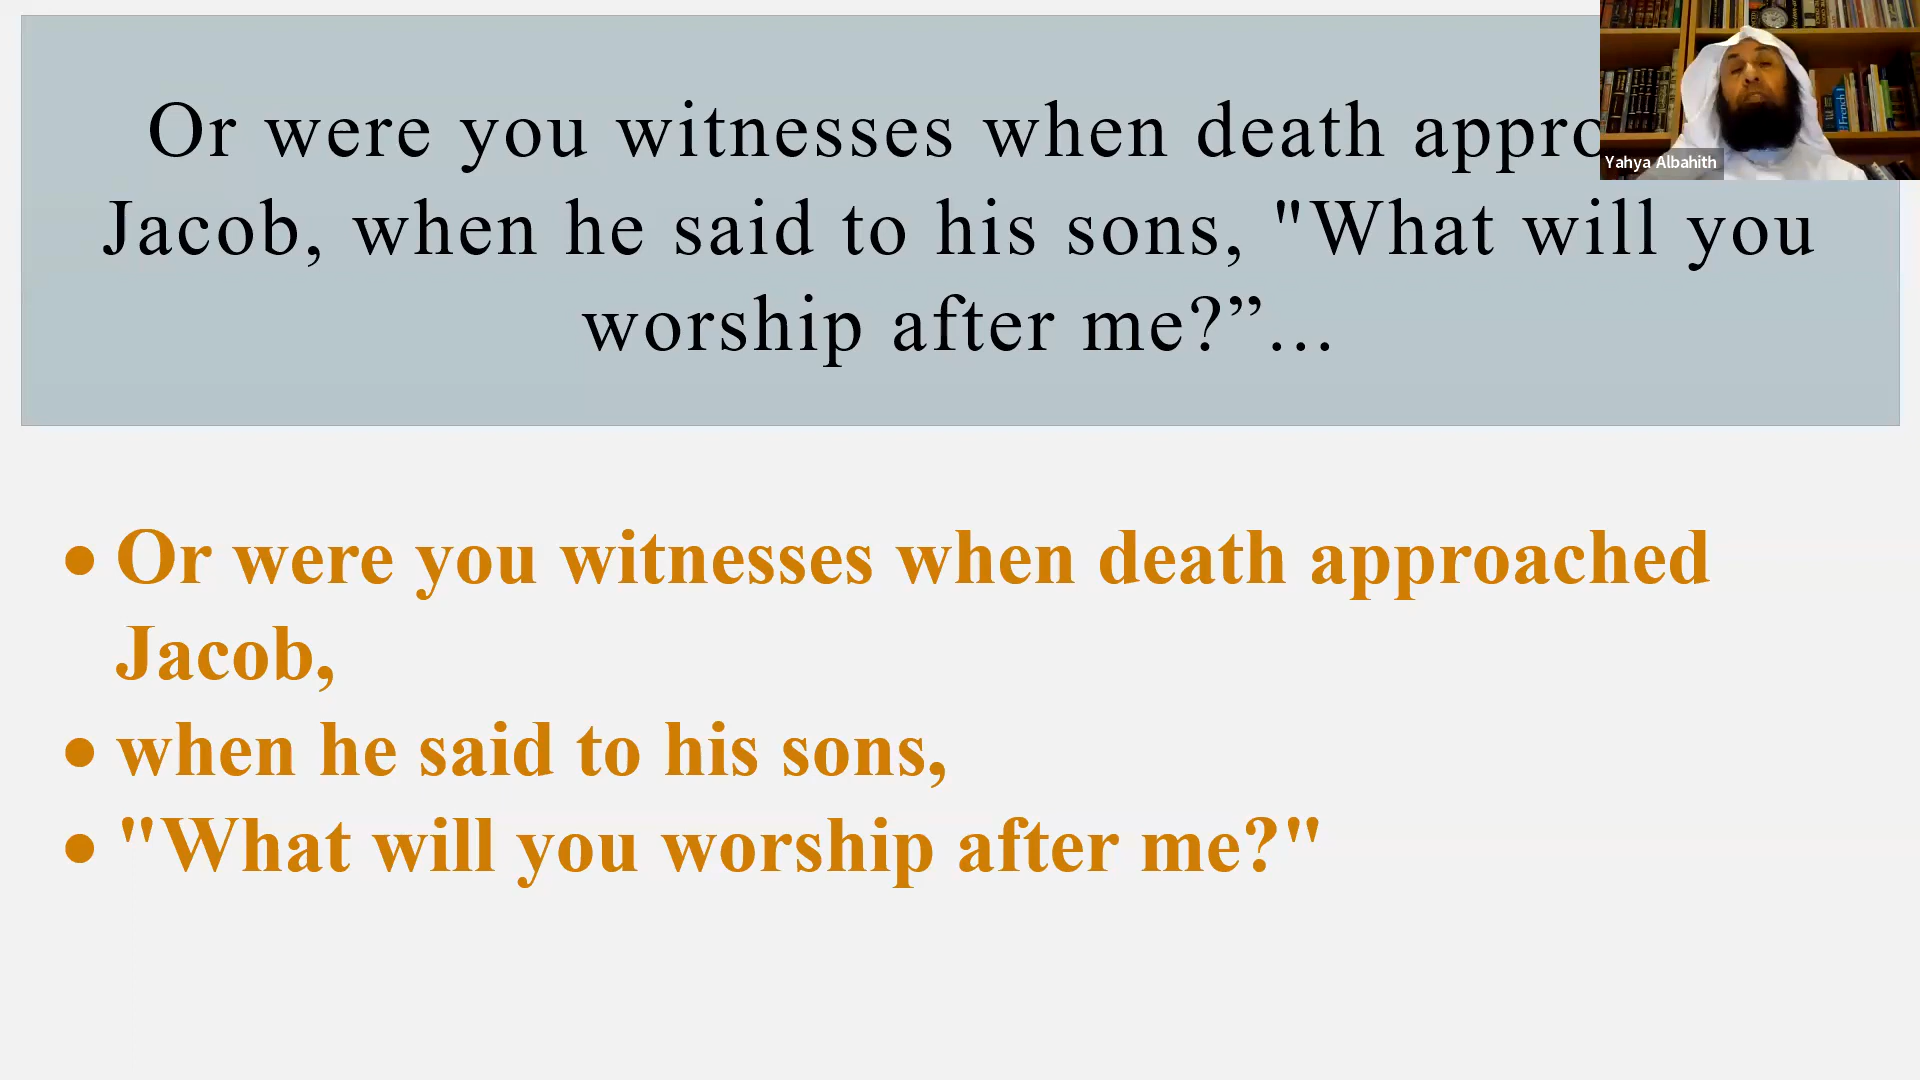 Or were you witnesses when death appro
Jacob, when he said to his sons, "What will you
worship after me?”...
Yahya Albahith
French
• Or were you witnesses when death approached
Jacob,
• when he said to his sons,
• "What will you worship after me?"